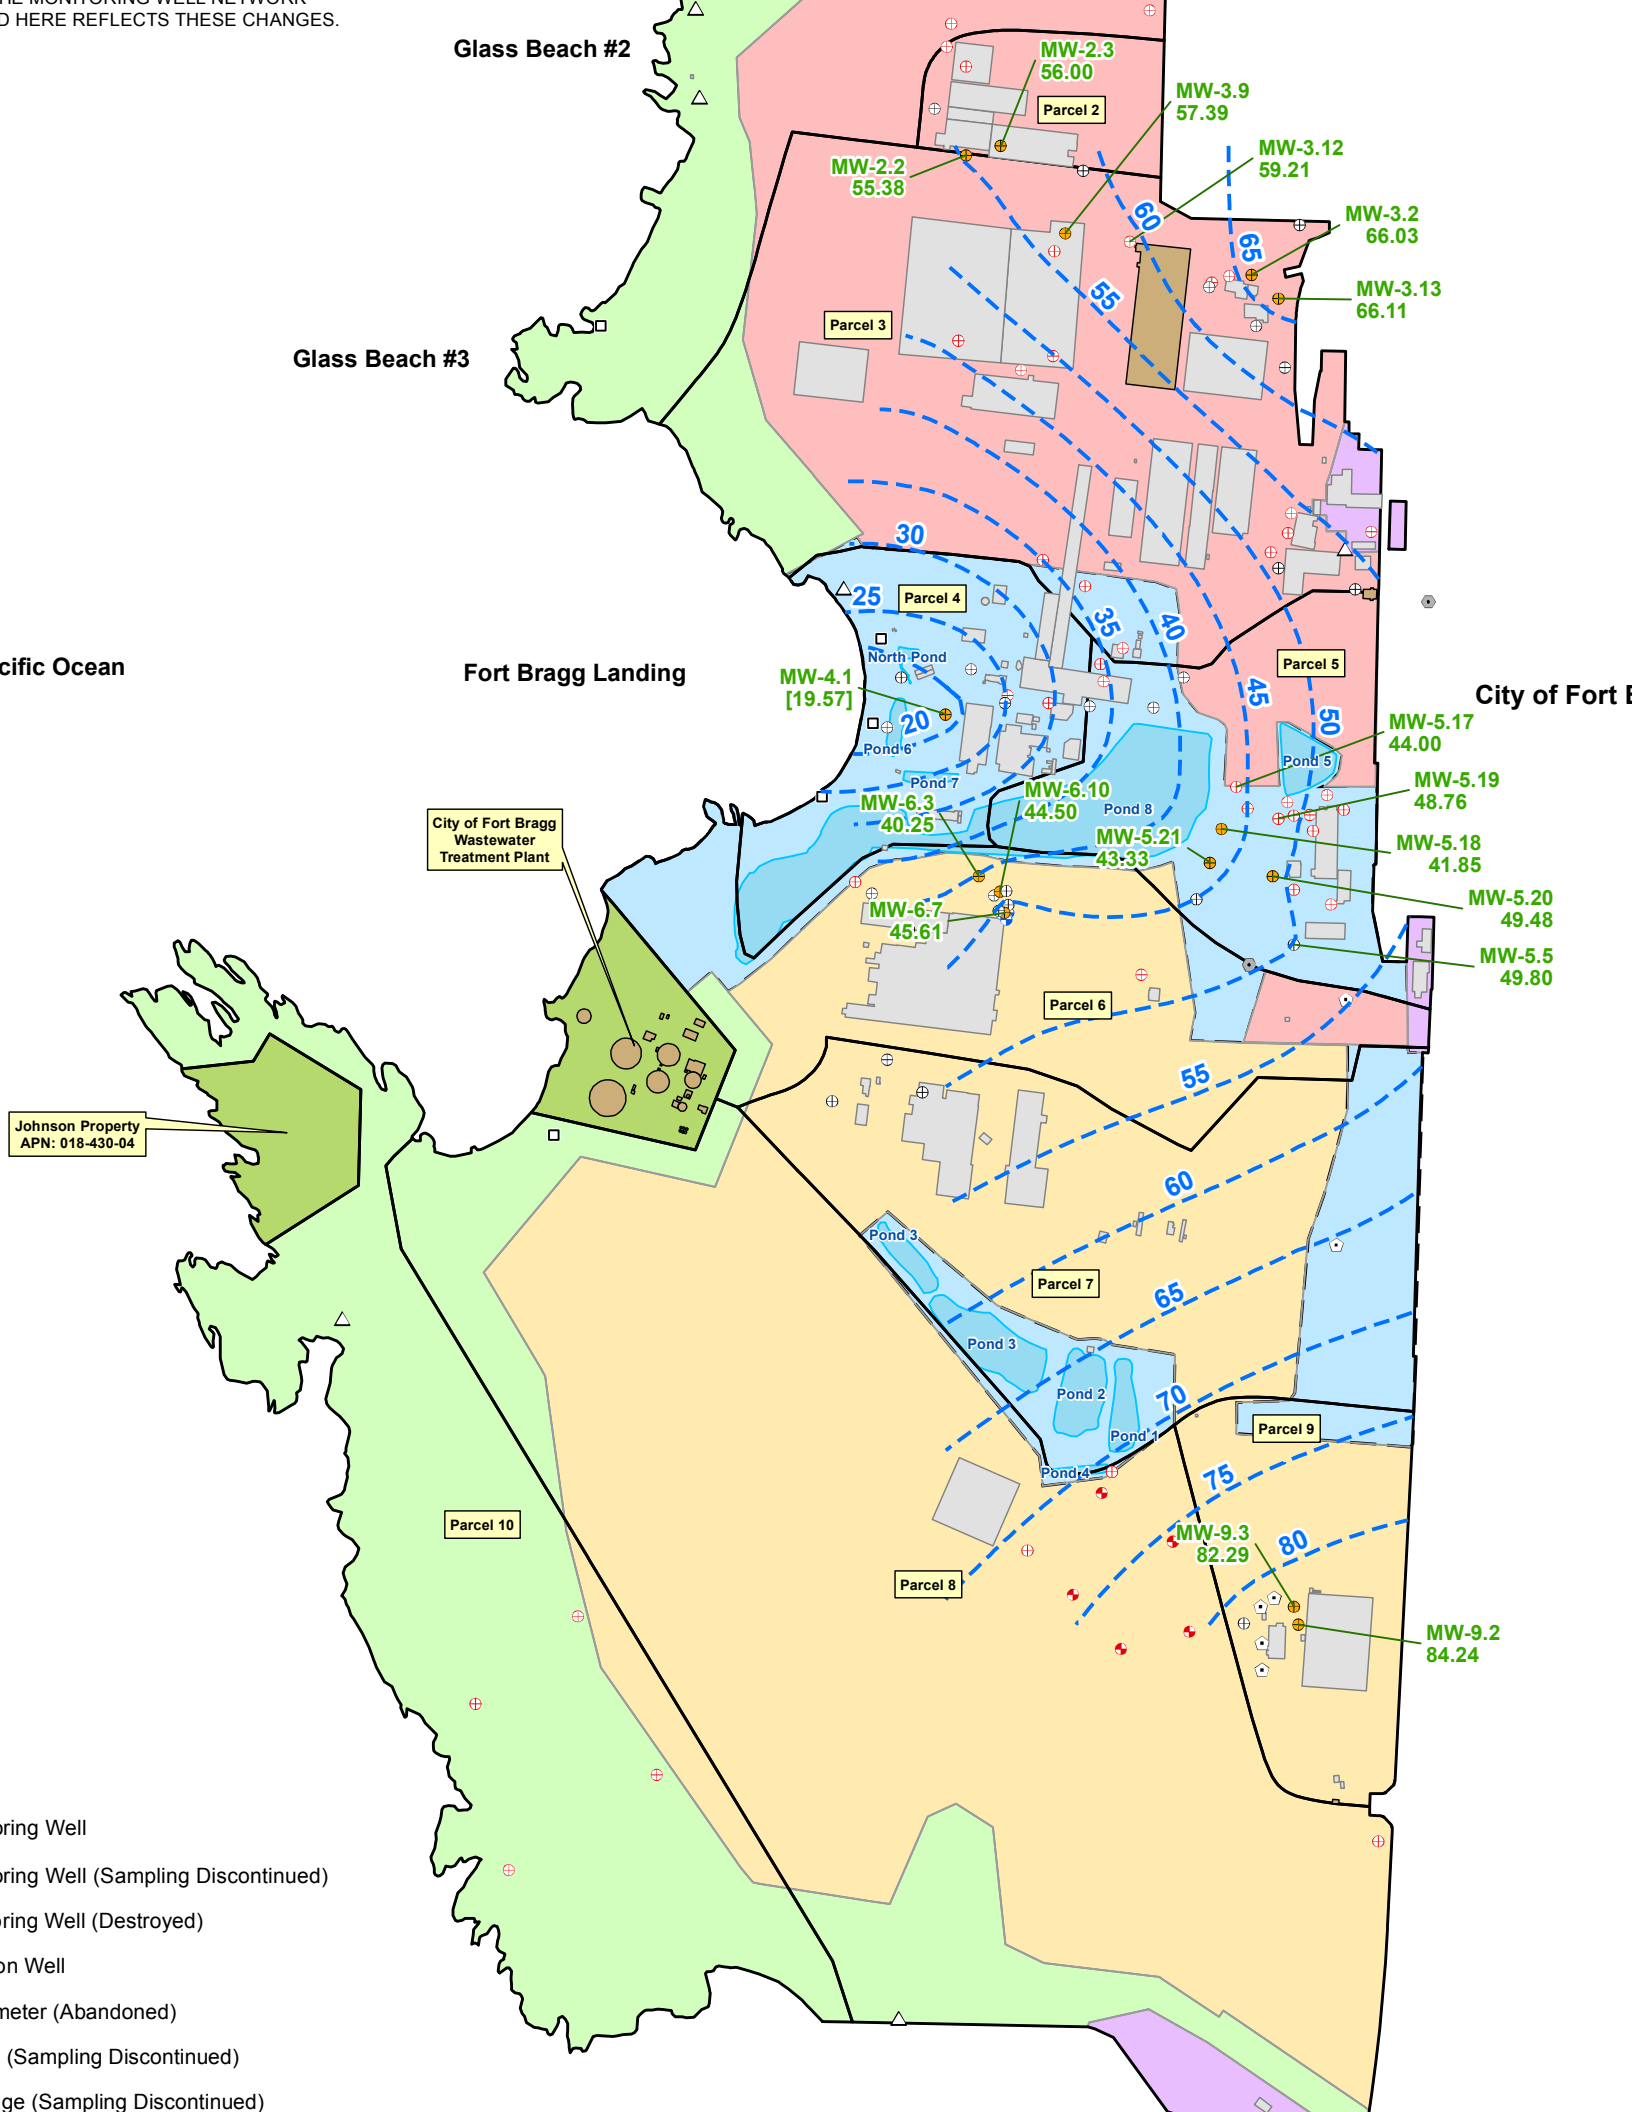 THE MONITORING WELL NETWORK
HERE REFLECTS THESE CHANGES.
Glass Beach #2
MW-2.3
56.00
MW-3.9
57.39
Parcel 2
MW-3.12
59.21
MW-2.2
55.38
MW-3.2
66.03
60
65
MW-3.13
66.11
55
Parcel 3
Glass Beach #3
30
25
Parcel 4
35
40
North Pond
Parcel 5
Fort Bragg Landing
MW-4.1
[19.57]
45
50
City of Fort
20
MW-5.17
44.00
Pond 6
Pond 5
Pond 7
MW-5.19
48.76
MW-6.3
40.25
MW-6.10
44.50
Pond 8
City of Fort Bragg
Wastewater
Treatment Plant
MW-5.21
43.33
MW-5.18
41.85
MW-5.20
49.48
MW-6.7
45.61
MW-5.5
49.80
Parcel 6
55
Johnson Property
APN: 018-430-04
60
Pond 3
Parcel 7
65
Pond 3
Pond 2
70
Pond 1
Parcel 9
Pond 4
75
Parcel 10
MW-9.3
82.29
80
Parcel 8
MW-9.2
84.24
Well
Well (Sampling Discontinued)
Well (Destroyed)
Well
(Abandoned)
(Sampling Discontinued)
(Sampling Discontinued)